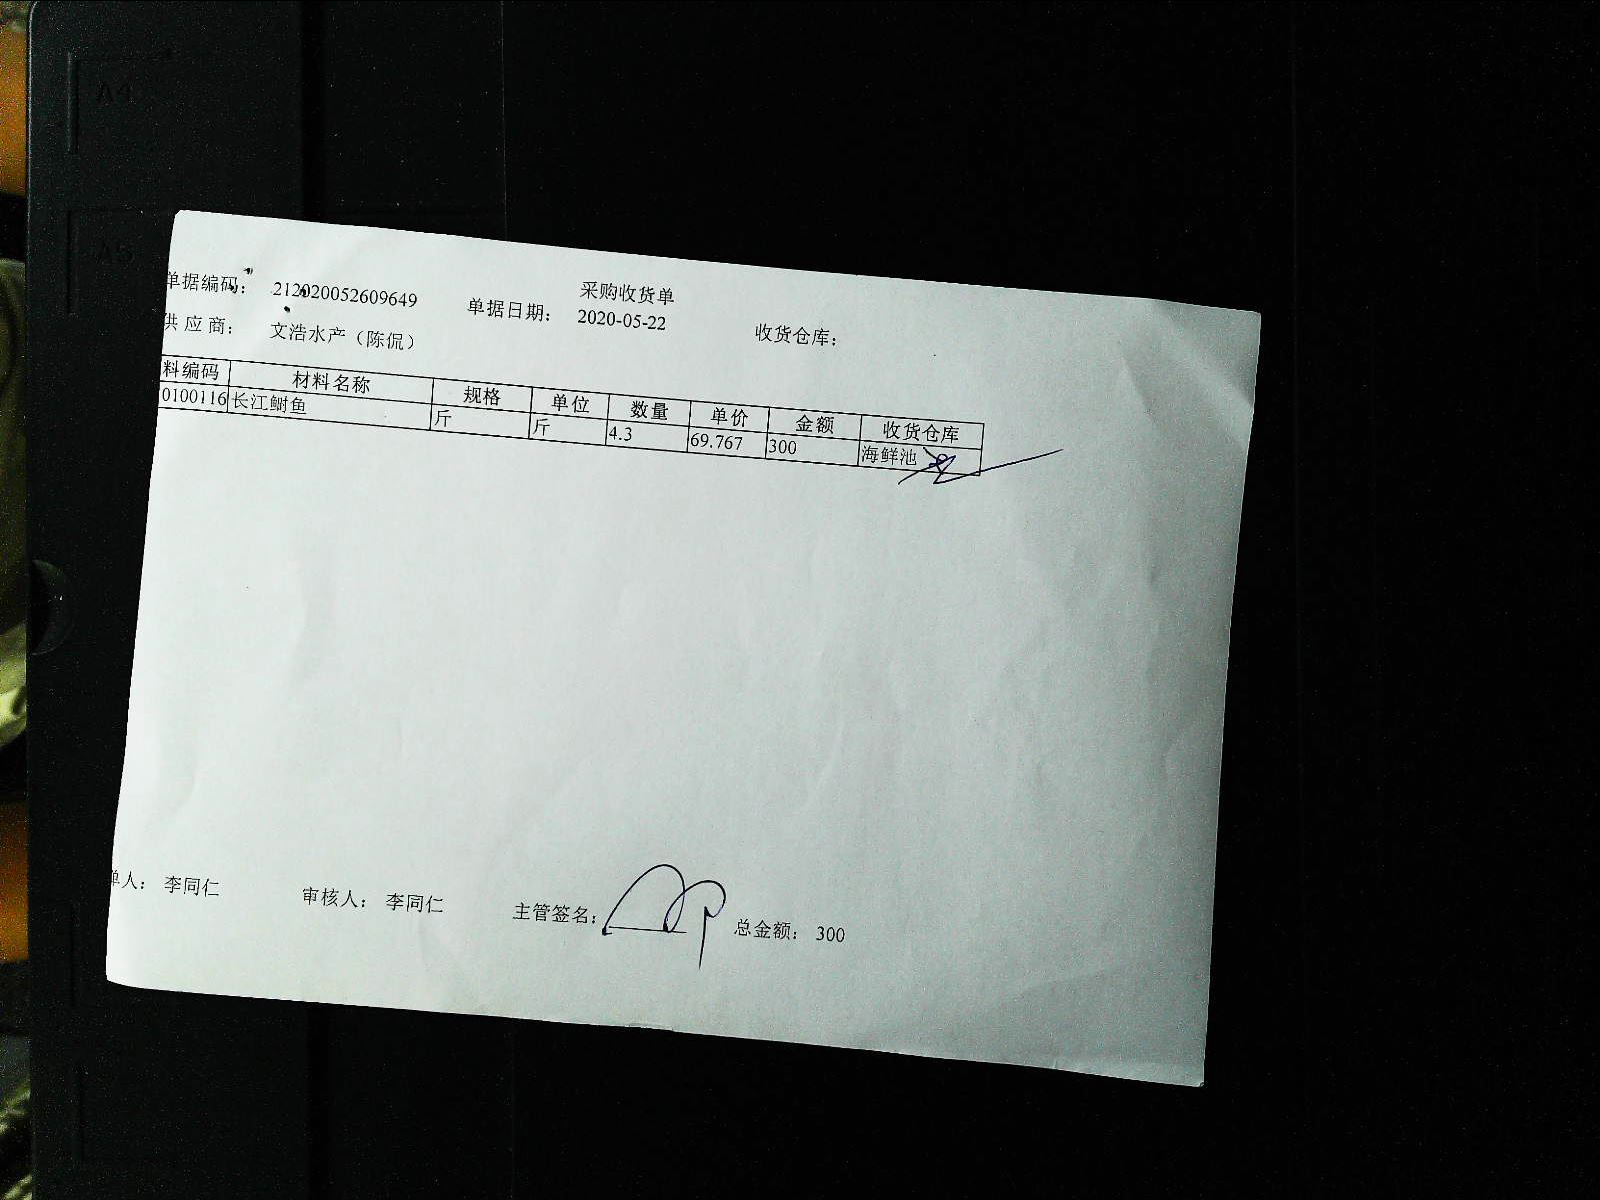 采购收货单
单据编码: 212020052609649 单据日期: 2020-05-22 收货仓库:
供应商: 文浩水产（陈侃）
料编码 材料名称 规格 单位 数量 单价 金额 收货仓库
0100116 长江鲥鱼 斤 斤 4.3 69.767 300 海鲜池
单人: 李同仁 审核人: 李同仁 主管签名: 总金额: 300
A4
A5